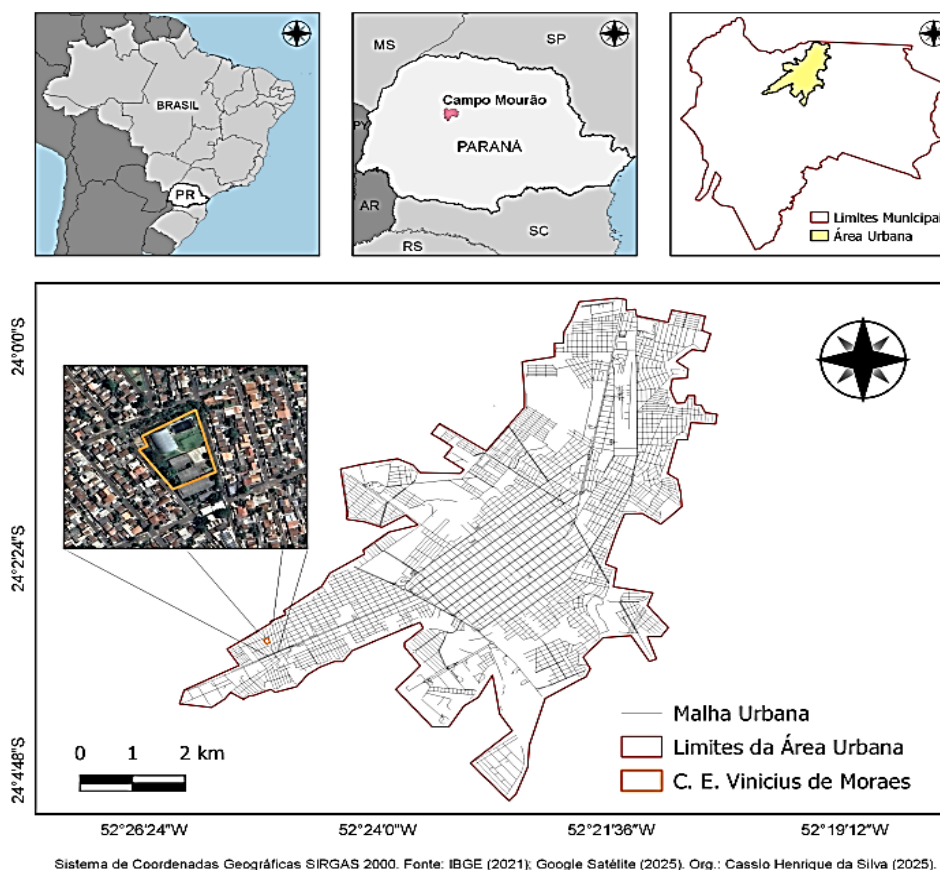 BRASIL
PR
MS
SP
Campo Mourão
PY
PARANÁ
AR
SC
RS
Limites Municipai
Área Urbana
24°0'0"S
24°2'24"S
24°4'48"S
0 1 2 km
Malha Urbana
Limites da Área Urbana
C. E. Vinicius de Moraes
52°26'24"W 52°24'0"W 52°21'36"W 52°19'12"W
Sistema de Coordenadas Geográficas SIRGAS 2000. Fonte: IBGE (2021); Google Satélite (2025). Org.: Cassio Henrique da Silva (2025).